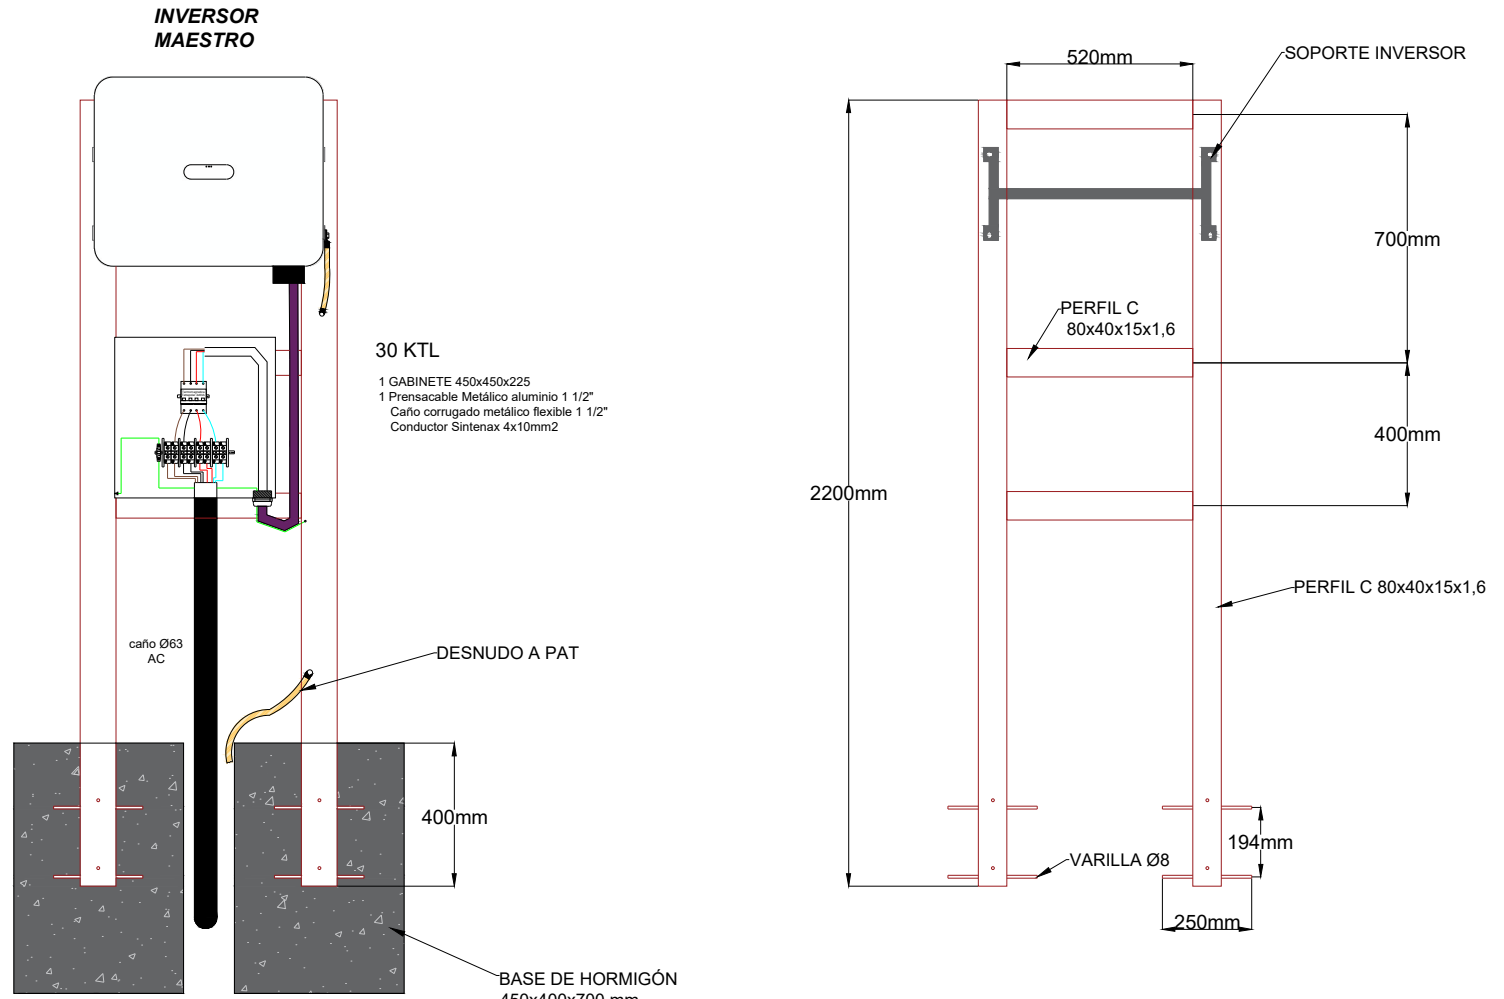 INVERSOR
MAESTRO
30 KTL
1 GABINETE 450x450x225
1 Prensacable Metálico aluminio 1 1/2"
Caño corrugado metálico flexible 1 1/2"
Conductor Sintenax 4x10mm2
caño Ø63
AC
DESNUDO A PAT
400mm
BASE DE HORMIGÓN
450x400x700 mm
520mm
SOPORTE INVERSOR
700mm
PERFIL C
80x40x15x1,6
400mm
2200mm
PERFIL C 80x40x15x1,6
194mm
VARILLA Ø8
250mm